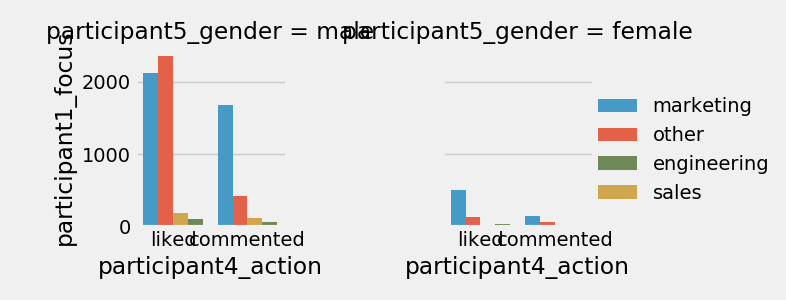 participant5_gender = male
participant5_gender = female
participant1_focus
2000
1000
0
liked
commented
liked
commented
participant4_action
participant4_action
marketing
other
engineering
sales